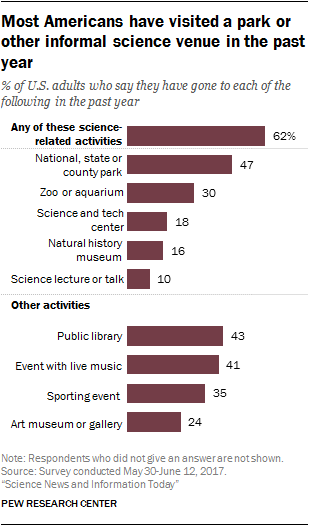 Most Americans have visited a park or
other informal science venue in the past
year
% of U.S. adults who say they have gone to each of the
following in the past year
Any of these science-
related activities
62%
National, state or
county park
47
Zoo or aquarium
30
Science and tech
center
18
Natural history
museum
16
Science lecture or talk
10
Other activities
Public library
43
Event with live music
41
Sporting event
35
Art museum or gallery
24
Note: Respondents who did not give an answer are not shown.
Source: Survey conducted May 30-June 12, 2017.
“Science News and Information Today”
PEW RESEARCH CENTER